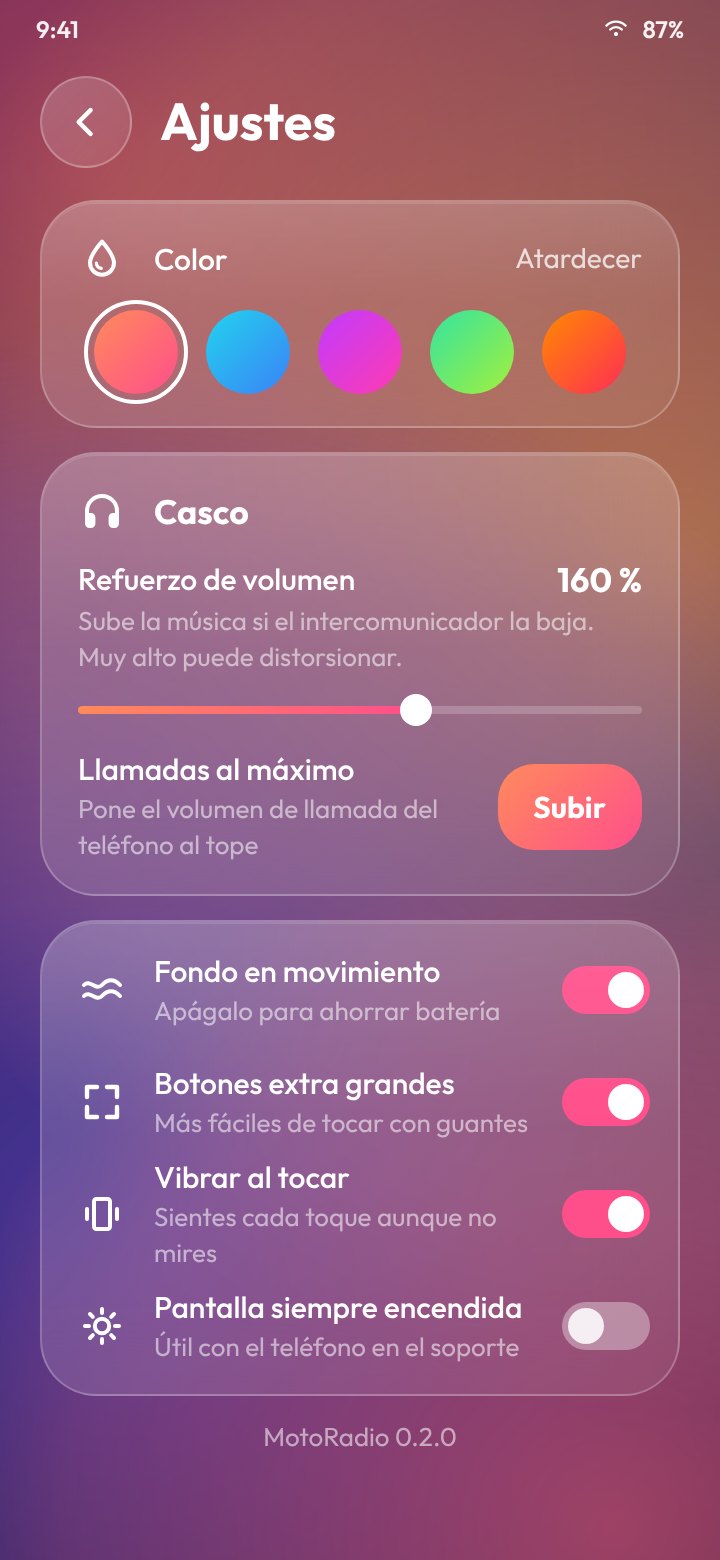 9:41
87%
Ajustes
Color
Atardecer
Casco
Refuerzo de volumen
160 %
Sube la música si el intercomunicador la baja.
Muy alto puede distorsionar.
Llamadas al máximo
Pone el volumen de llamada del
teléfono al tope
Subir
Fondo en movimiento
Apágalo para ahorrar batería
Botones extra grandes
Más fáciles de tocar con guantes
Vibrar al tocar
Sientes cada toque aunque no
mires
Pantalla siempre encendida
Útil con el teléfono en el soporte
MotoRadio 0.2.0